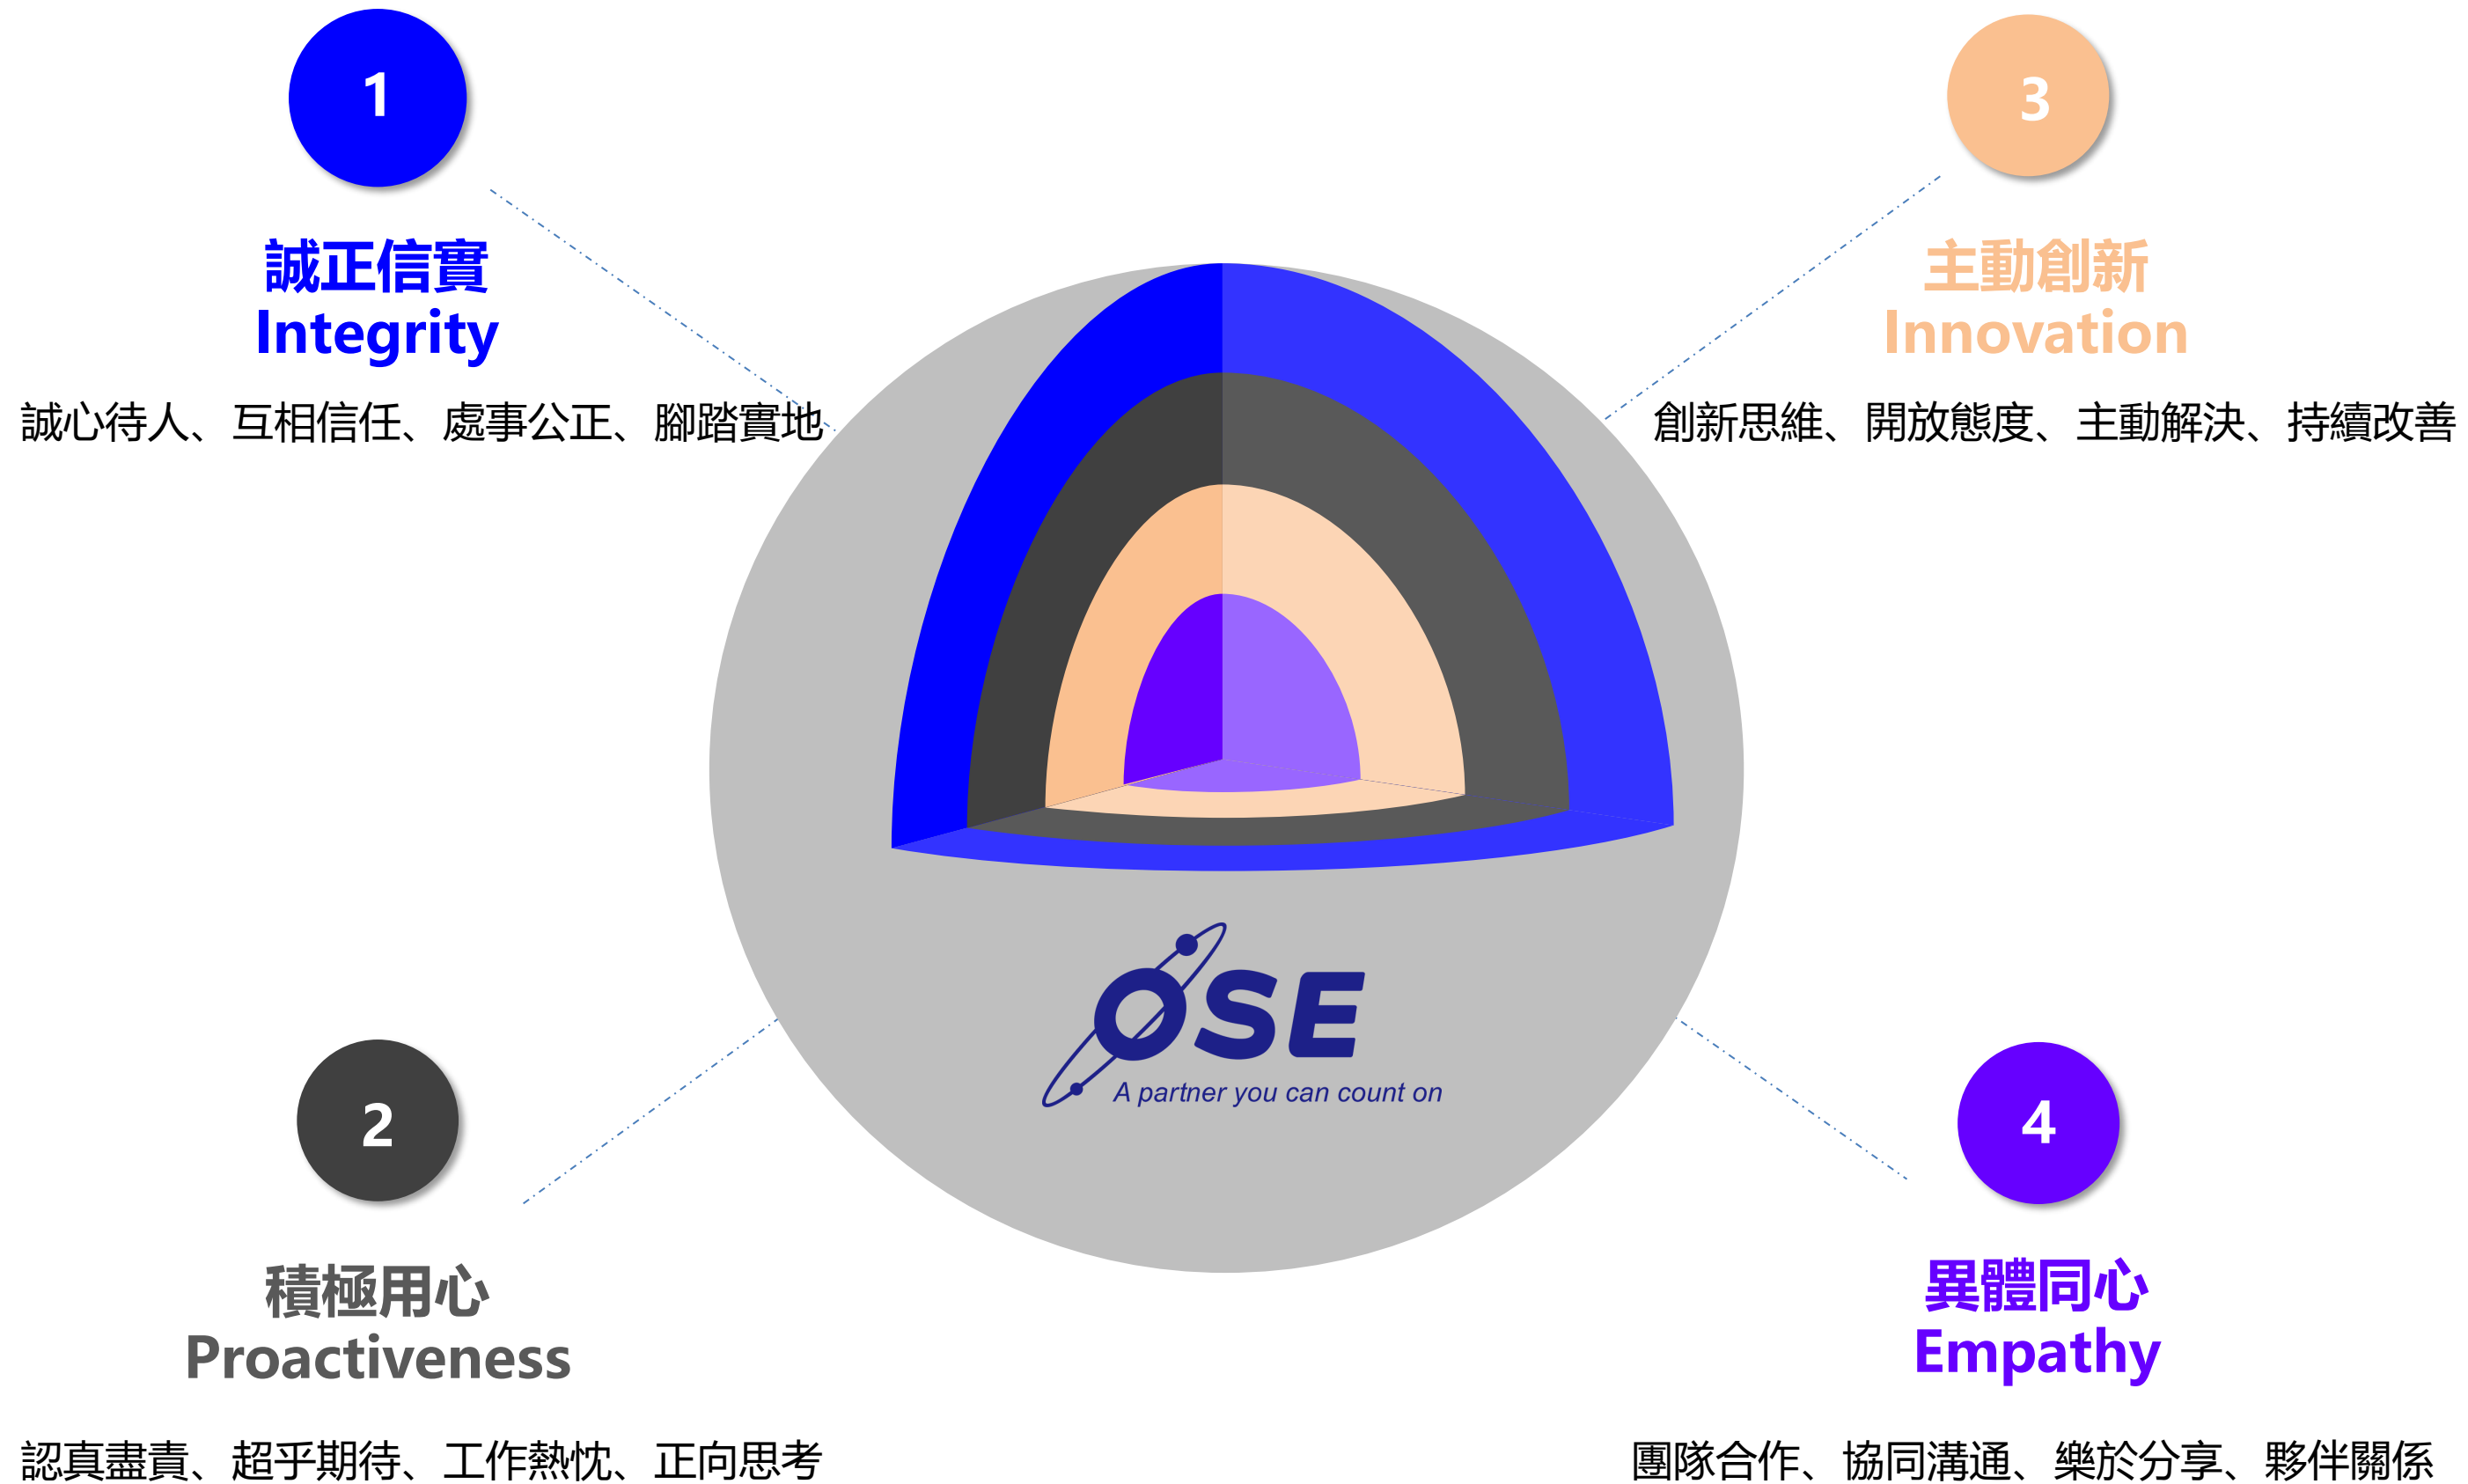 1
誠正信實
Integrity
誠心待人、互相信任、處事公正、腳踏實地
2
積極用心
Proactiveness
認真盡責、超乎期待、工作熱忱、正向思考
3
主動創新
Innovation
創新思維、開放態度、主動解決、持續改善
4
異體同心
Empathy
團隊合作、協同溝通、樂於分享、夥伴關係
OSE
A partner you can count on